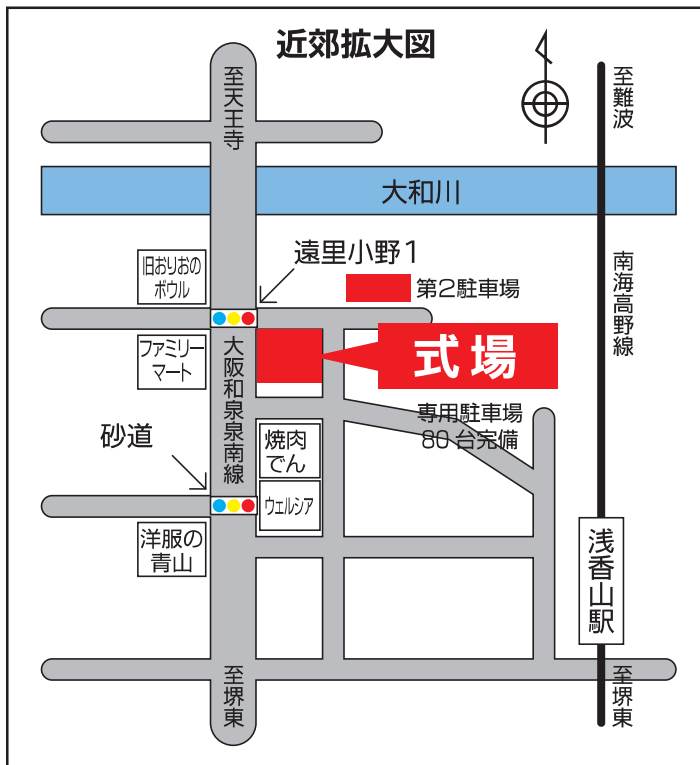 近郊拡大図
至天王寺
至難波
大和川
遠里小野1
旧おりおの
ボウル
第2駐車場
南海高野線
ファミリー
マート
大阪和泉泉南線
式場
専用駐車場
80台完備
砂道
焼肉
でん
ウェルシア
洋服の
青山
浅香山駅
至堺東
至堺東